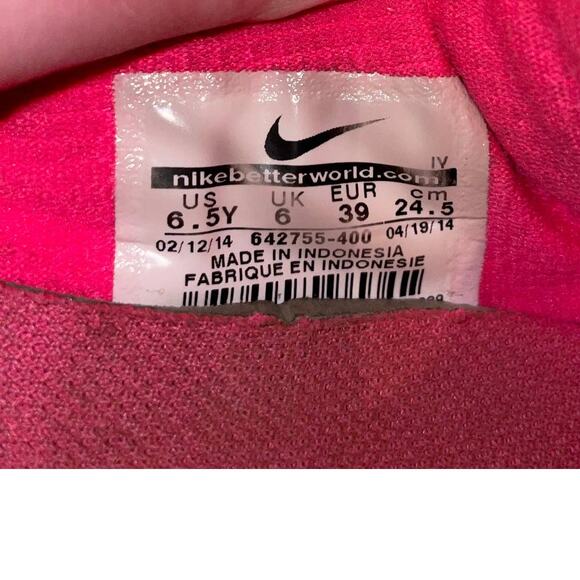 IV
nikebetterworld.com
US UK EUR cm
6.5Y 6 39 24.5
02/12/14 642755-400 04/19/14
MADE IN INDONESIA
FABRIQUE EN INDONESIE